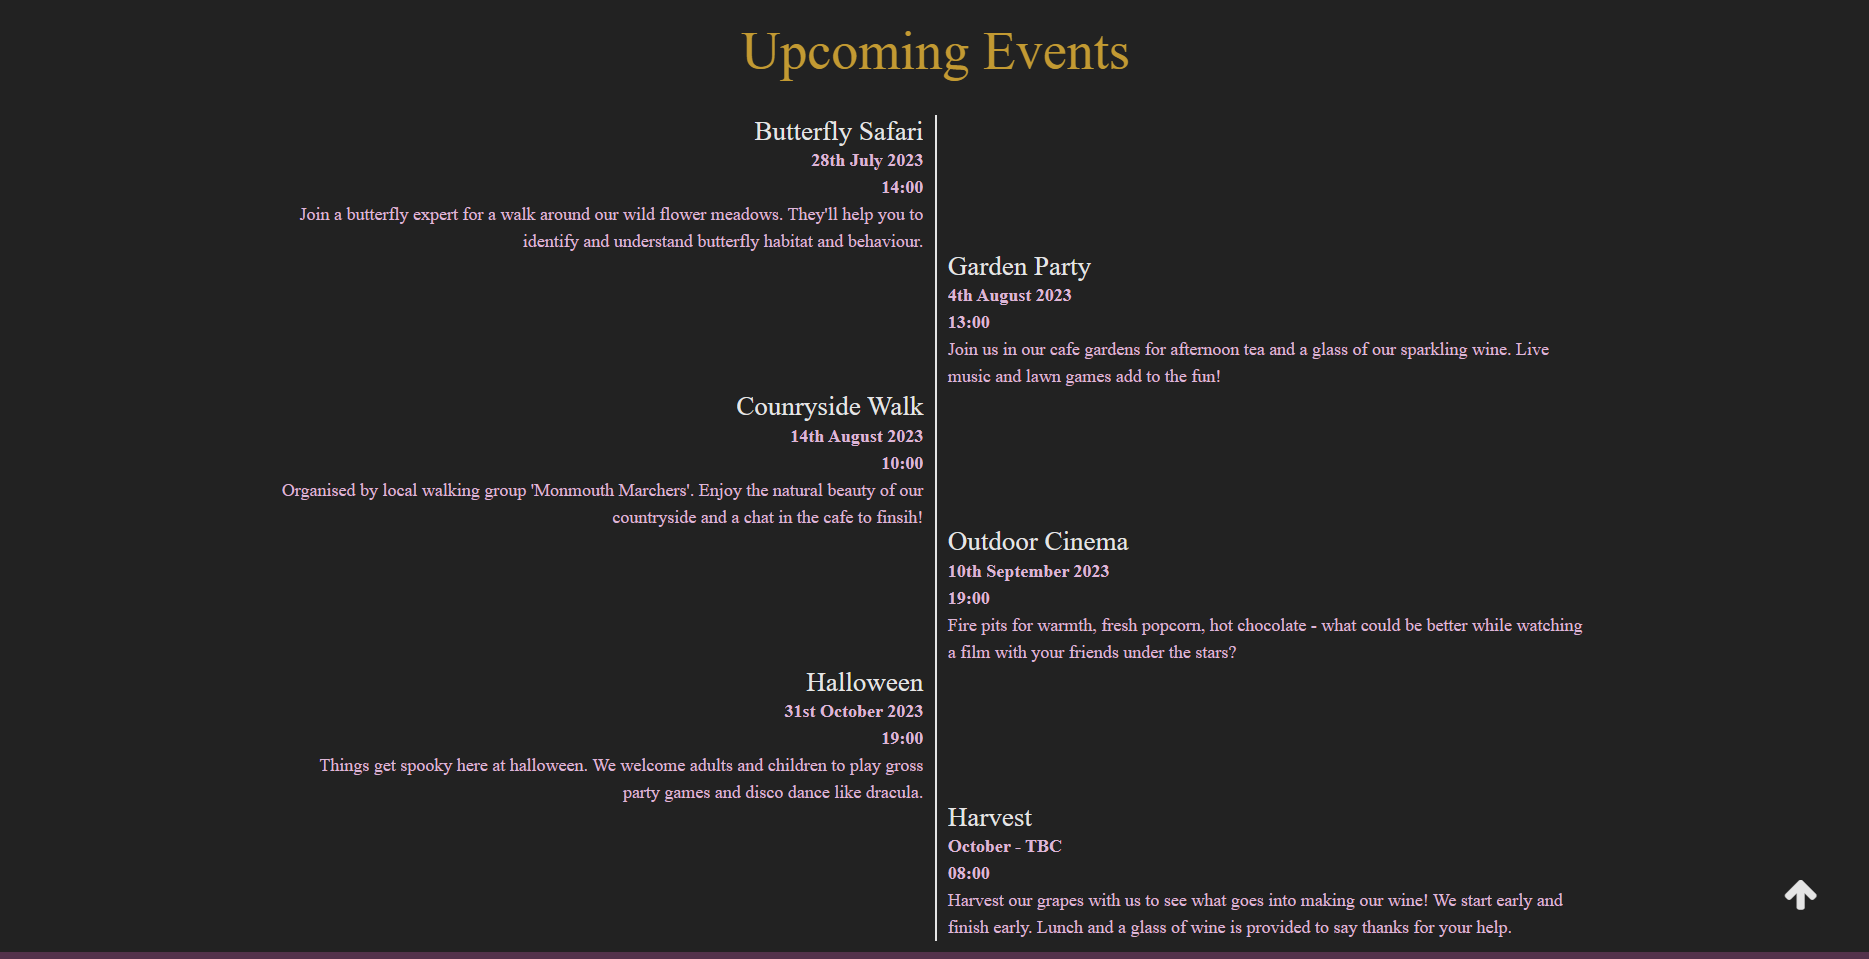 Upcoming Events
Butterfly Safari
28th July 2023
14:00
Join a butterfly expert for a walk around our wild flower meadows. They'll help you to
identify and understand butterfly habitat and behaviour.
Garden Party
4th August 2023
13:00
Join us in our cafe gardens for afternoon tea and a glass of our sparkling wine. Live
music and lawn games add to the fun!
Counryside Walk
14th August 2023
10:00
Organised by local walking group 'Monmouth Marchers'. Enjoy the natural beauty of our
countryside and a chat in the cafe to finsih!
Outdoor Cinema
10th September 2023
19:00
Fire pits for warmth, fresh popcorn, hot chocolate - what could be better while watching
a film with your friends under the stars?
Halloween
31st October 2023
19:00
Things get spooky here at halloween. We welcome adults and children to play gross
party games and disco dance like dracula.
Harvest
October - TBC
08:00
Harvest our grapes with us to see what goes into making our wine! We start early and
finish early. Lunch and a glass of wine is provided to say thanks for your help.